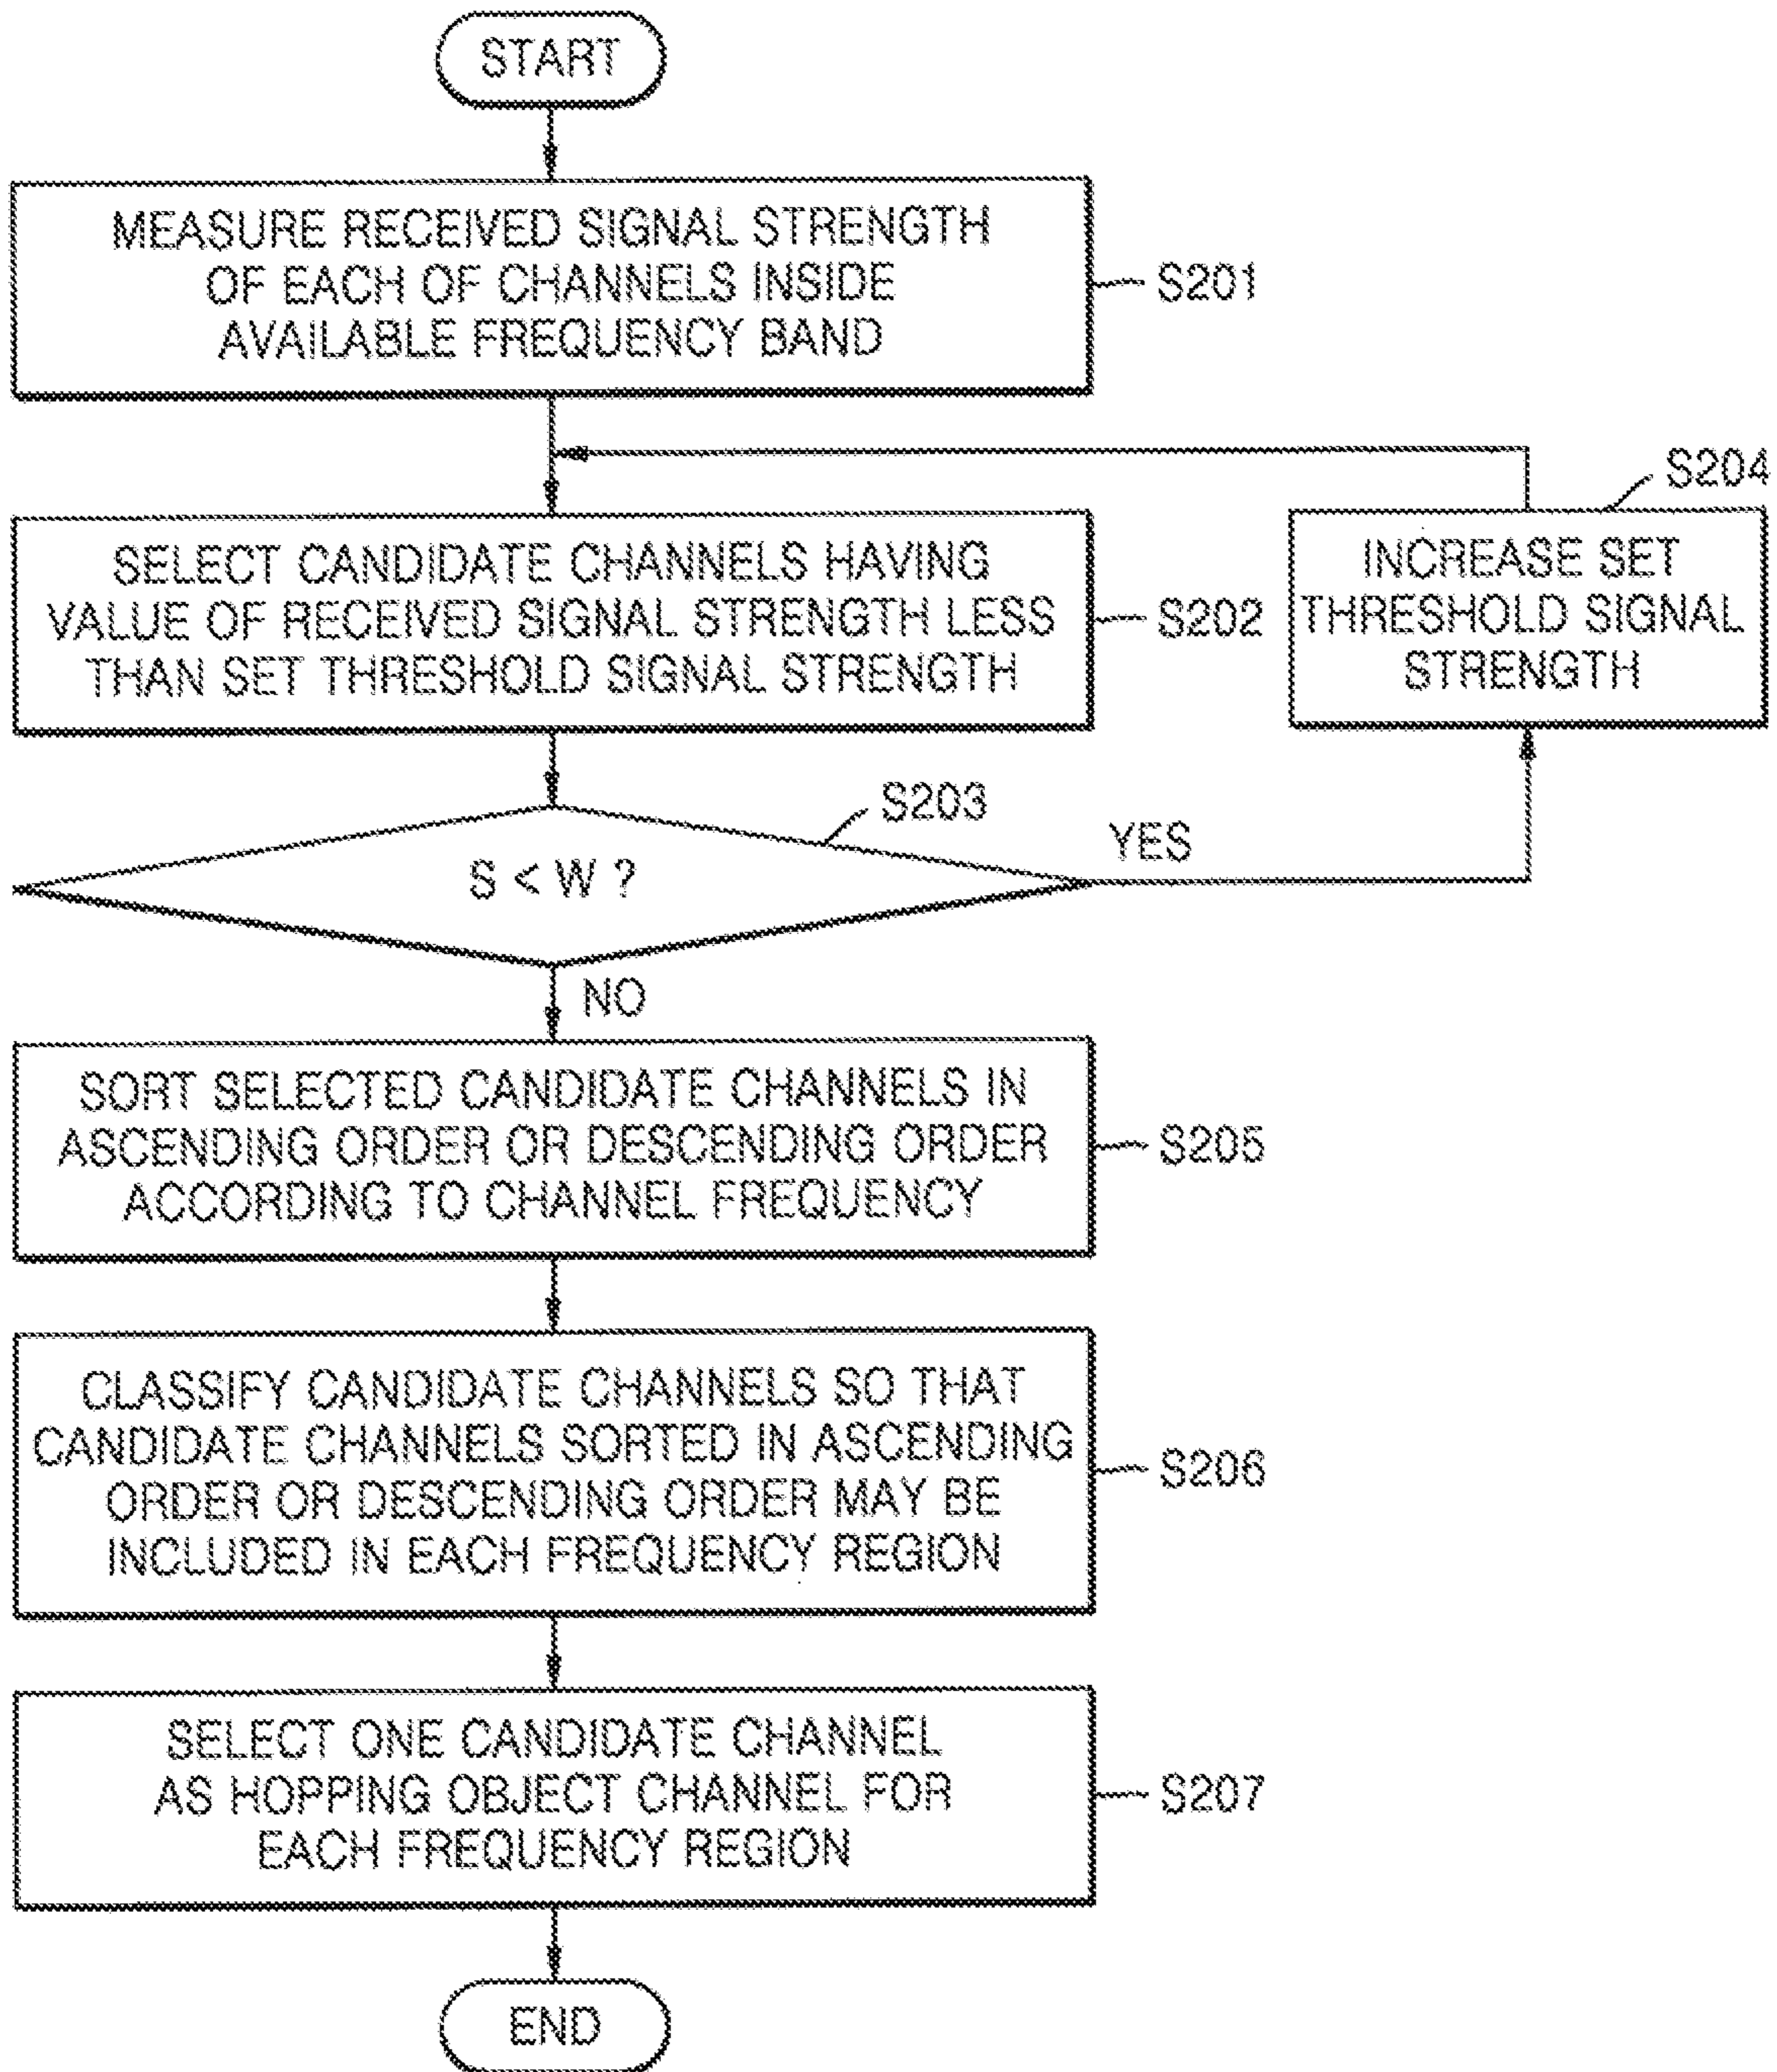 START
MEASURE RECEIVED SIGNAL STRENGTH
OF EACH OF CHANNELS INSIDE
AVAILABLE FREQUENCY BAND
S201
S204
SELECT CANDIDATE CHANNELS HAVING
VALUE OF RECEIVED SIGNAL STRENGTH LESS
THAN SET THRESHOLD SIGNAL STRENGTH
S202
INCREASE SET
THRESHOLD SIGNAL
STRENGTH
S203
S < W ?
YES
NO
SORT SELECTED CANDIDATE CHANNELS IN
ASCENDING ORDER OR DESCENDING ORDER
ACCORDING TO CHANNEL FREQUENCY
S205
CLASSIFY CANDIDATE CHANNELS SO THAT
CANDIDATE CHANNELS SORTED IN ASCENDING
ORDER OR DESCENDING ORDER MAY BE
INCLUDED IN EACH FREQUENCY REGION
S206
SELECT ONE CANDIDATE CHANNEL
AS HOPPING OBJECT CHANNEL FOR
EACH FREQUENCY REGION
S207
END